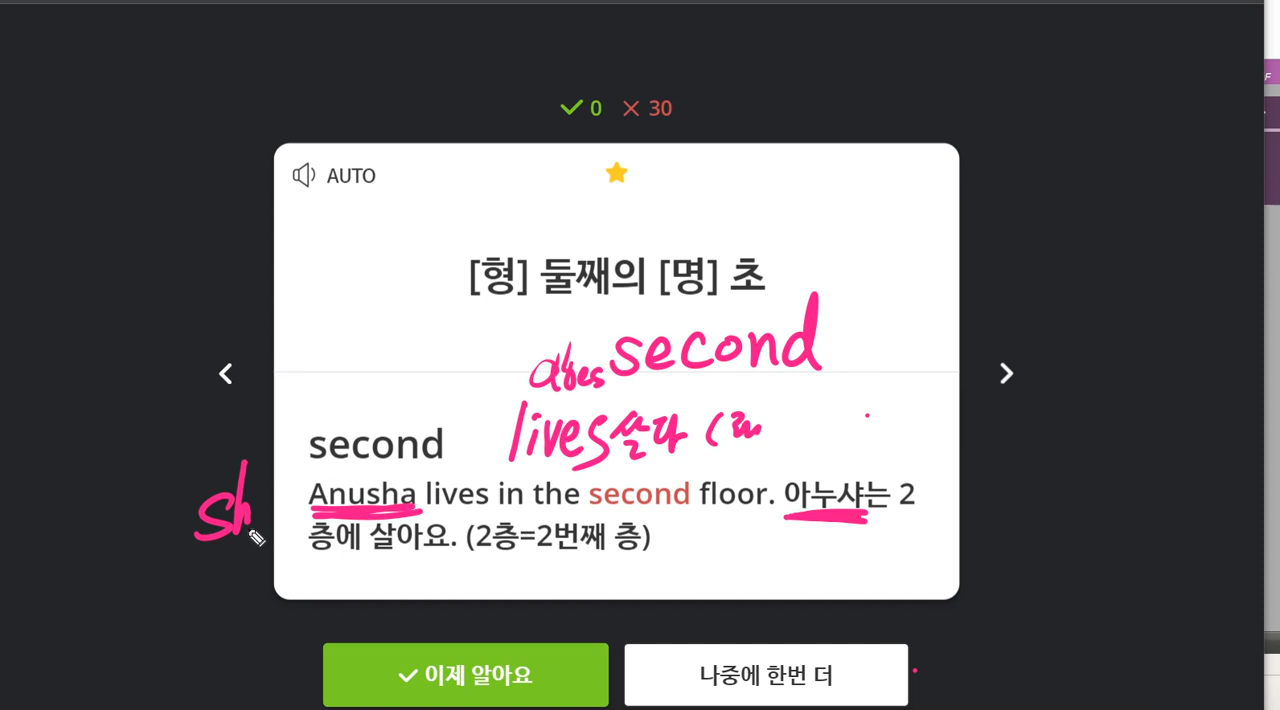 0 30
AUTO
[형] 둘째의 [명] 초
second
lives
second
Anusha lives in the second floor. 아누샤는 2
sh
층에 살아요. (2층=2번째 층)
이제 알아요
나중에 한번 더